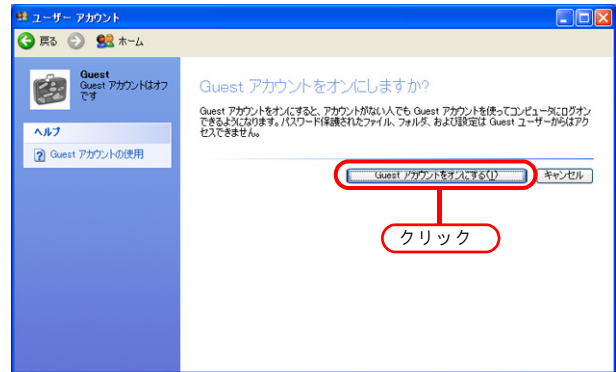 ユーザー アカウント
戻る ホーム
Guest
Guest アカウントはオフ
です
ヘルプ
Guest アカウントの使用
Guest アカウントをオンにしますか?
Guest アカウントをオンにすると、アカウントがない人でも Guest アカウントを使ってコンピュータにログオン
できるようになります。パスワード保護されたファイル、フォルダ、および設定は Guest ユーザーからはアク
セスできません。
Guest アカウントをオンにする(I) キャンセル
クリック